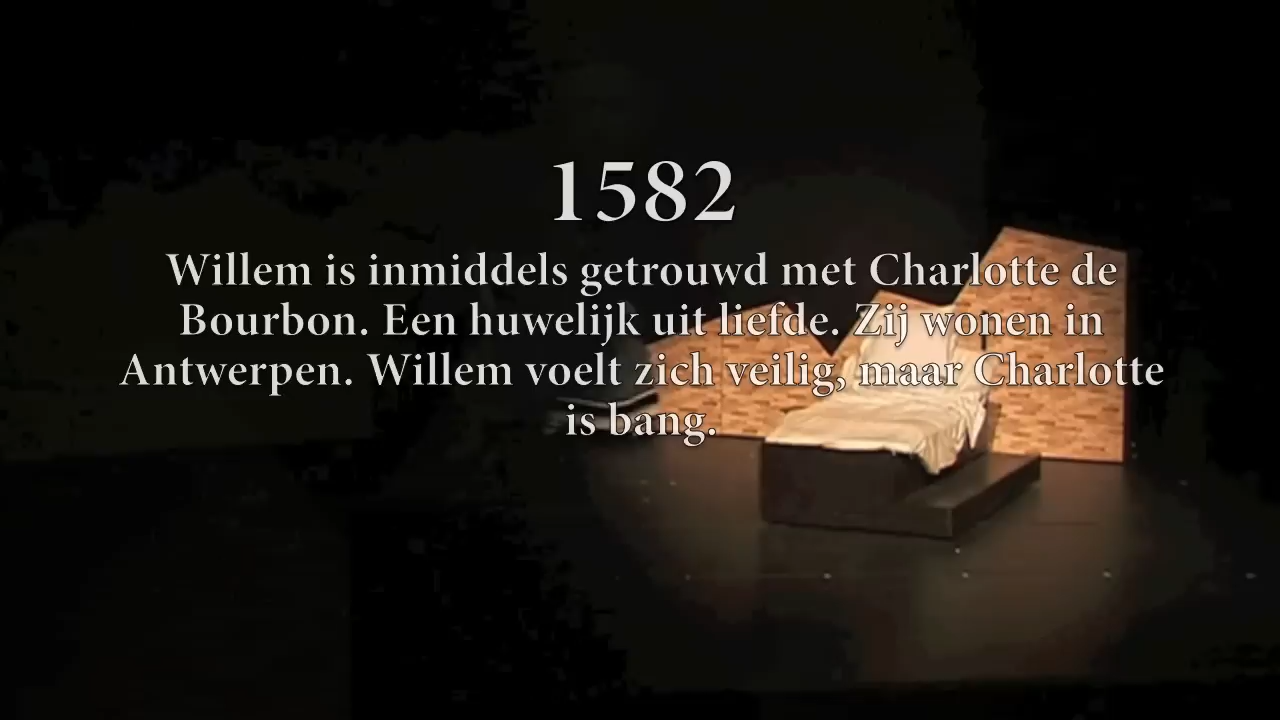 1582
Willem is inmiddels getrouwd met Charlotte de
Bourbon. Een huwelijk uit liefde. Zij wonen in
Antwerpen. Willem voelt zich veilig, maar Charlotte
is bang.